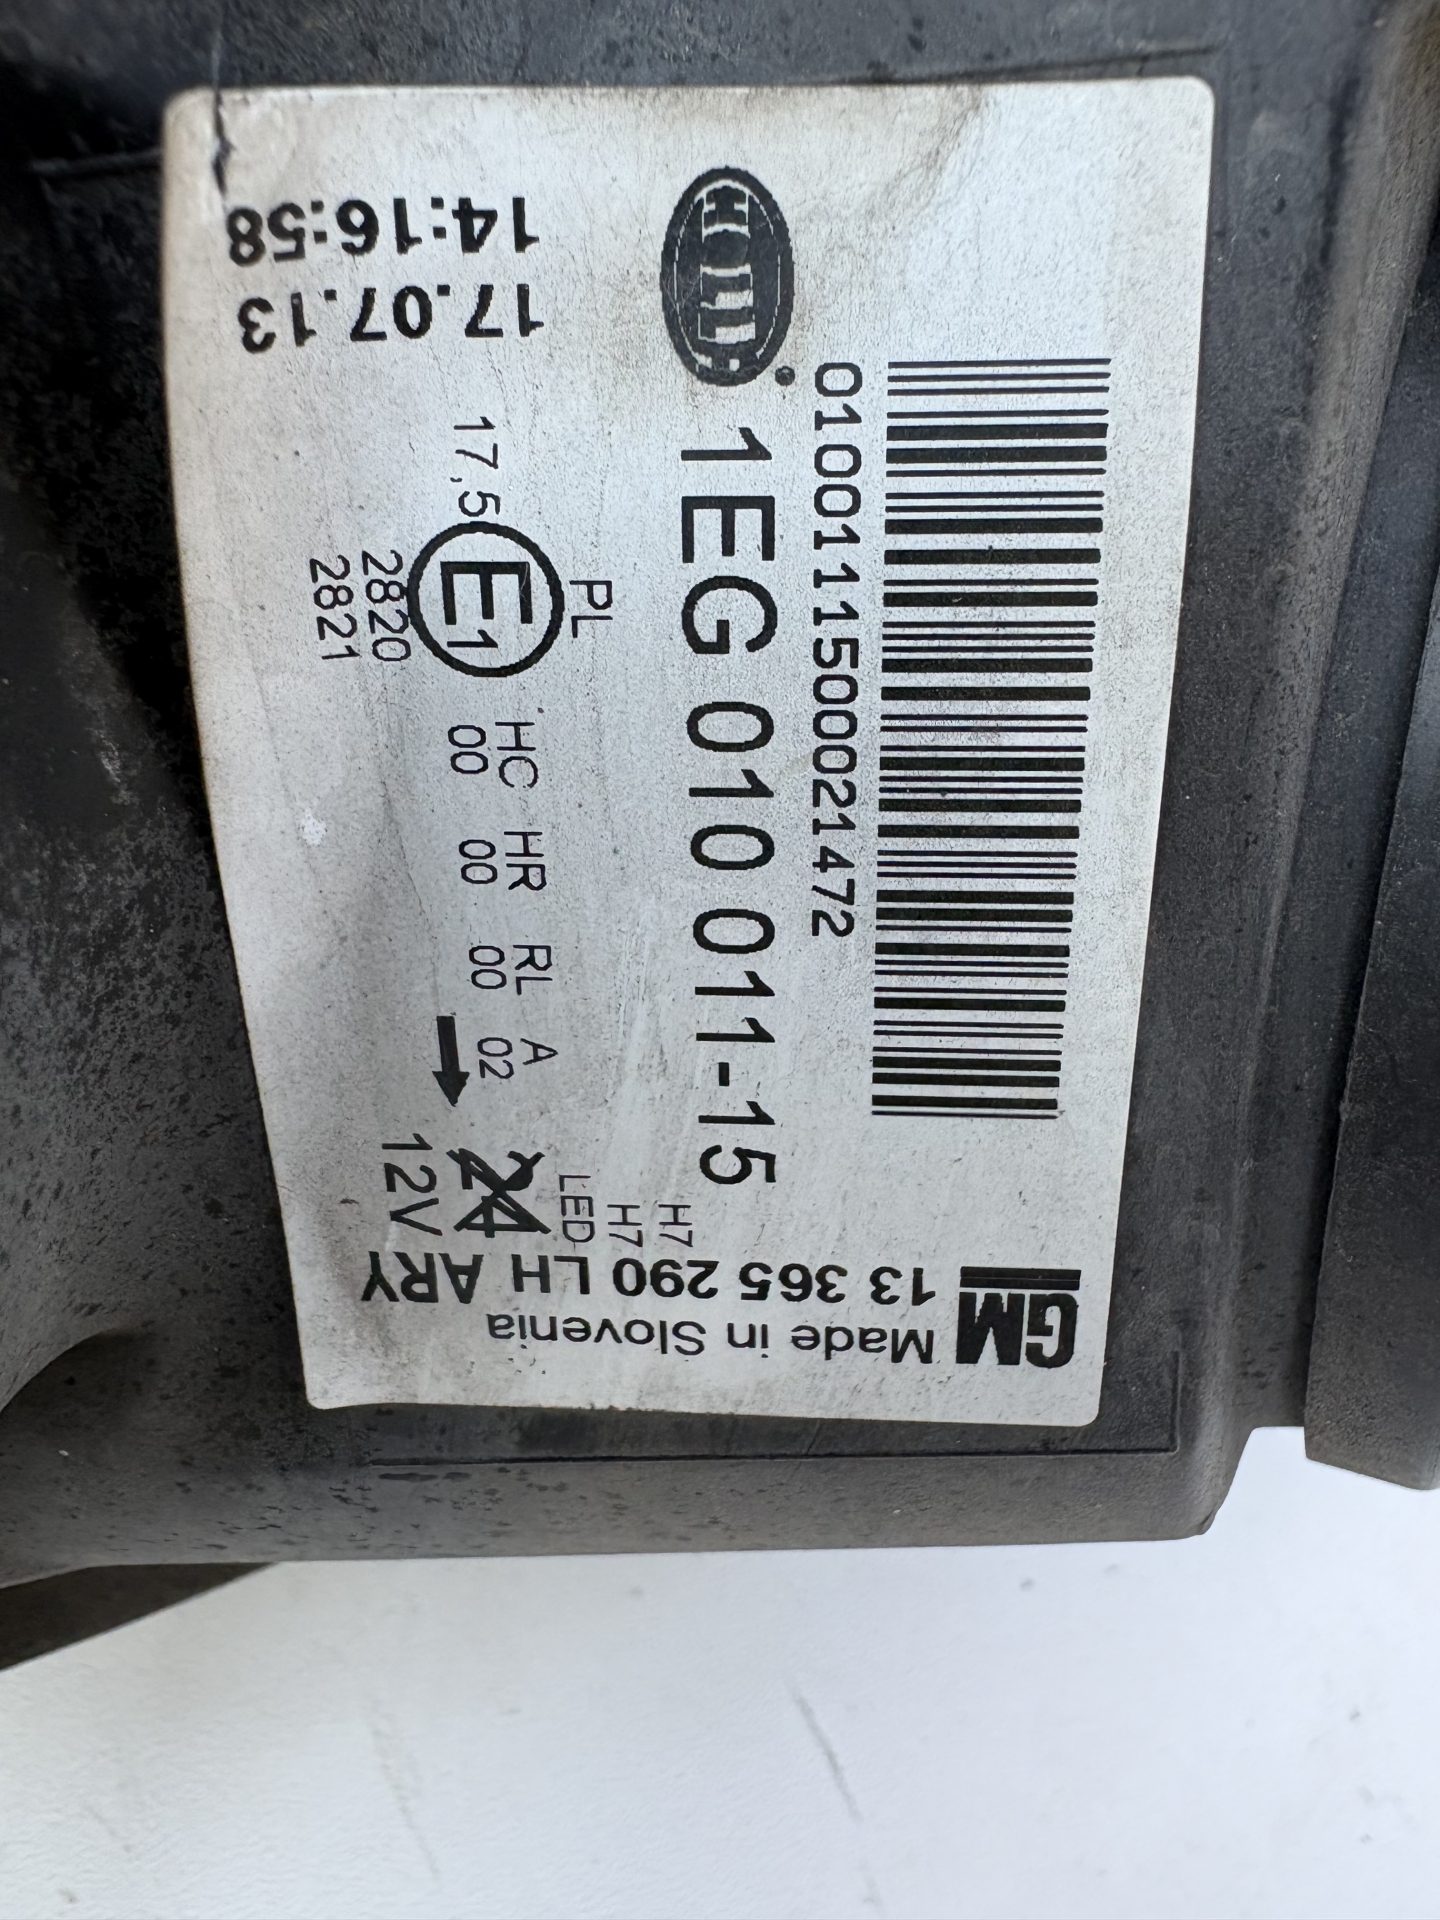 0100111500021472
HELLA
1EG 010 011-15
H7
H7
LED
PL
HC HR RL A
17,5 E1 00 00 00 02
24
2820
12V
2821
14:16:58
17.07.13
GM
Made in Slovenia
13 365 290 LH ARY